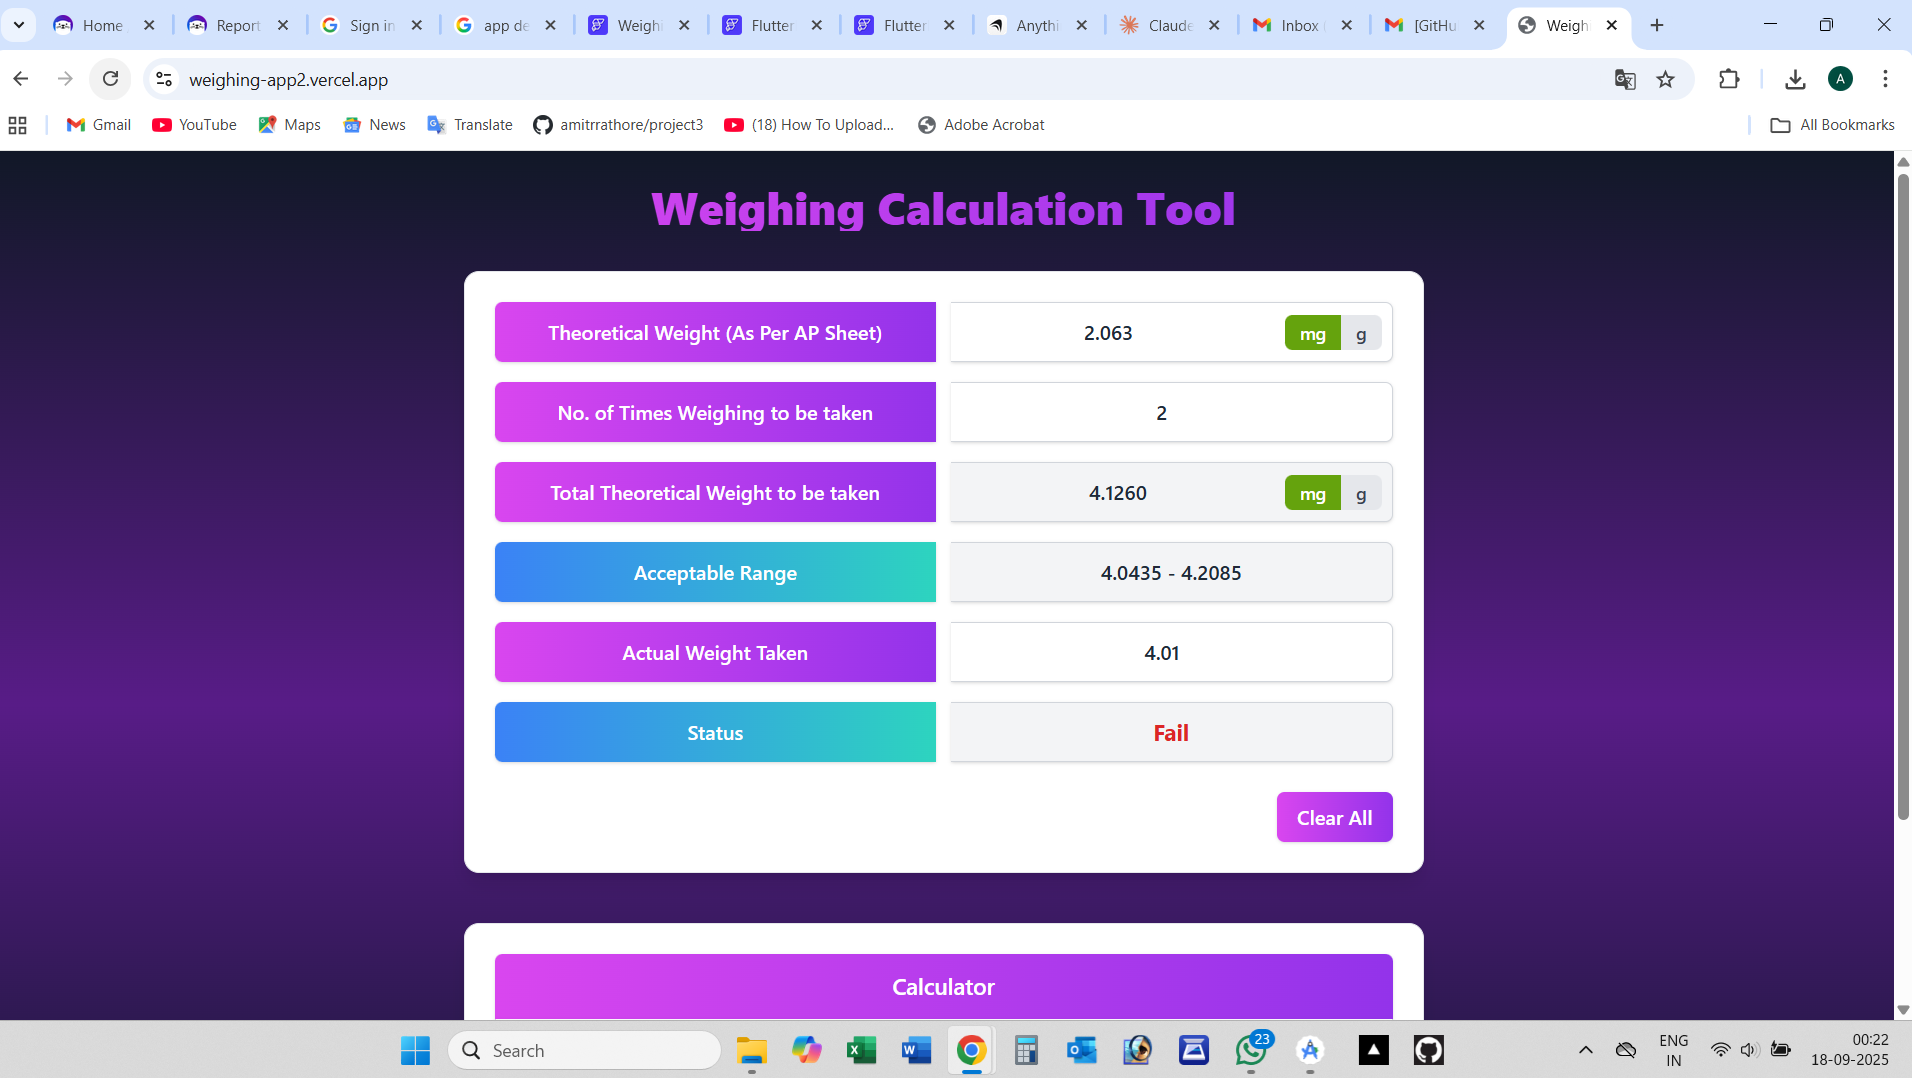 Home
Report
Sign in
app de
Weighi
Flutter
Flutter
Anythi
Claude
Inbox (
[GitHu
Weigh
weighing-app2.vercel.app
A
Gmail
YouTube
Maps
News
Translate
amitrrathore/project3
(18) How To Upload...
Adobe Acrobat
All Bookmarks
Weighing Calculation Tool
Theoretical Weight (As Per AP Sheet)
2.063
mg
g
No. of Times Weighing to be taken
2
Total Theoretical Weight to be taken
4.1260
mg
g
Acceptable Range
4.0435 - 4.2085
Actual Weight Taken
4.01
Status
Fail
Clear All
Calculator
Search
23
ENG
IN
00:22
18-09-2025